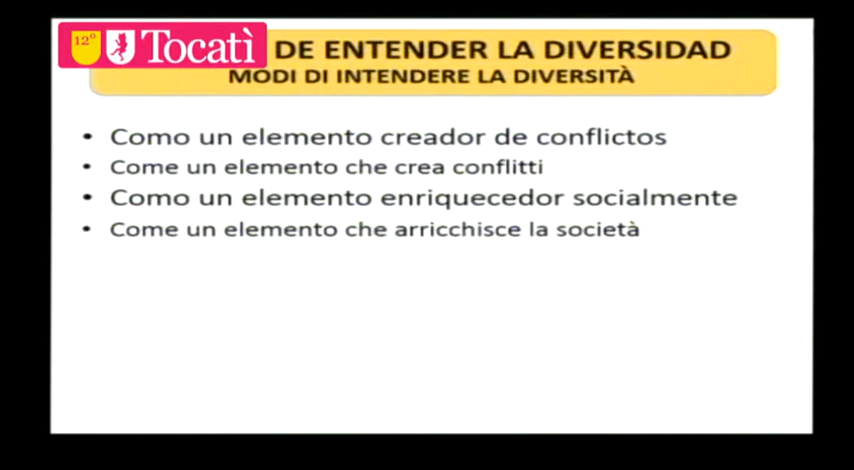 12º Tocatì DE ENTENDER LA DIVERSIDAD
MODI DI INTENDERE LA DIVERSITÀ
• Como un elemento creador de conflictos
• Come un elemento che crea conflitti
• Como un elemento enriquecedor socialmente
• Come un elemento che arricchisce la società